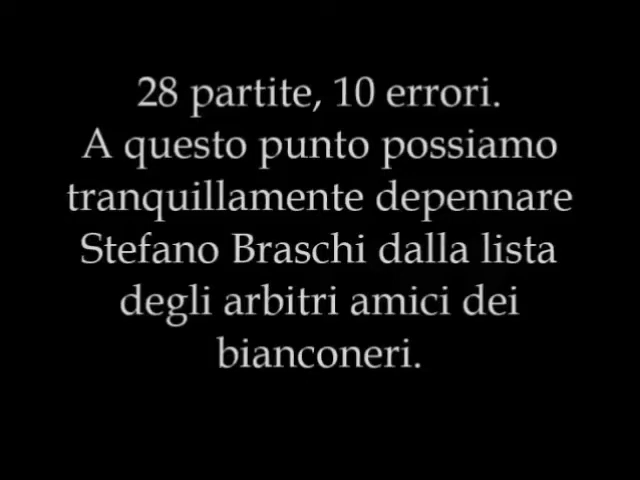 28 partite, 10 errori.
A questo punto possiamo
tranquillamente depennare
Stefano Braschi dalla lista
degli arbitri amici dei
bianconeri.